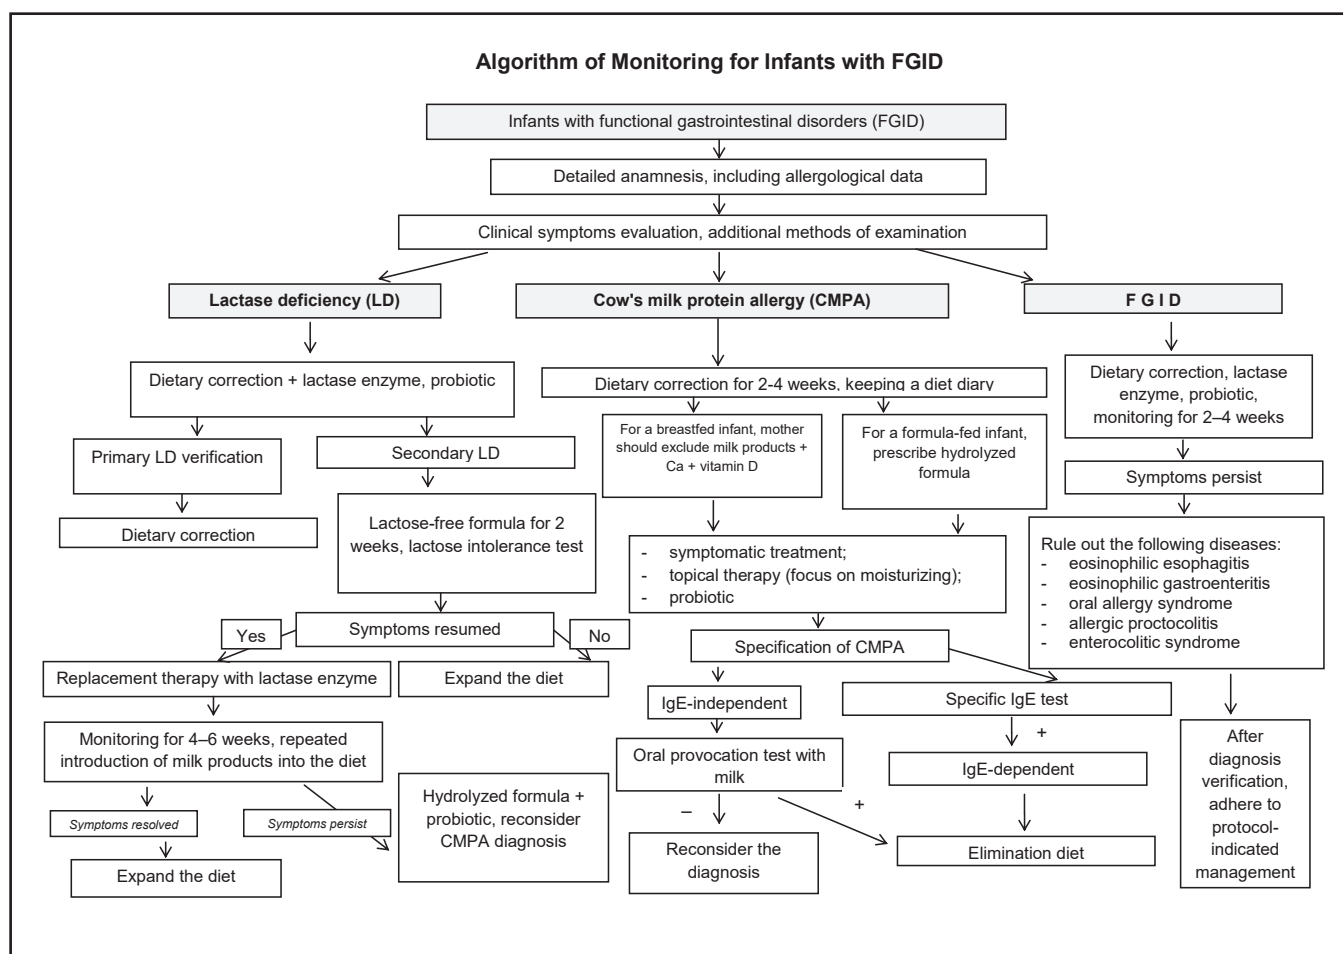 Algorithm of Monitoring for Infants with FGID
Infants with functional gastrointestinal disorders (FGID)
Detailed anamnesis, including allergological data
Clinical symptoms evaluation, additional methods of examination
Lactase deficiency (LD)
Cow's milk protein allergy (CMPA)
F G I D
Dietary correction + lactase enzyme, probiotic
Dietary correction for 2-4 weeks, keeping a diet diary
Dietary correction, lactase
enzyme, probiotic,
monitoring for 2–4 weeks
Primary LD verification
Secondary LD
For a breastfed infant, mother
should exclude milk products +
Ca + vitamin D
For a formula-fed infant,
prescribe hydrolyzed
formula
Symptoms persist
Dietary correction
Lactose-free formula for 2
weeks, lactose intolerance test
- symptomatic treatment;
- topical therapy (focus on moisturizing);
- probiotic
Rule out the following diseases:
- eosinophilic esophagitis
- eosinophilic gastroenteritis
- oral allergy syndrome
- allergic proctocolitis
- enterocolitic syndrome
Yes
Symptoms resumed
No
Specification of CMPA
Replacement therapy with lactase enzyme
Expand the diet
IgE-independent
Specific IgE test
+
Monitoring for 4–6 weeks, repeated
introduction of milk products into the diet
Oral provocation test with
milk
IgE-dependent
After
diagnosis
verification,
adhere to
protocol-
indicated
management
Symptoms resolved
Symptoms persist
Hydrolyzed formula +
probiotic, reconsider
CMPA diagnosis
–
+
Expand the diet
Reconsider the
diagnosis
Elimination diet